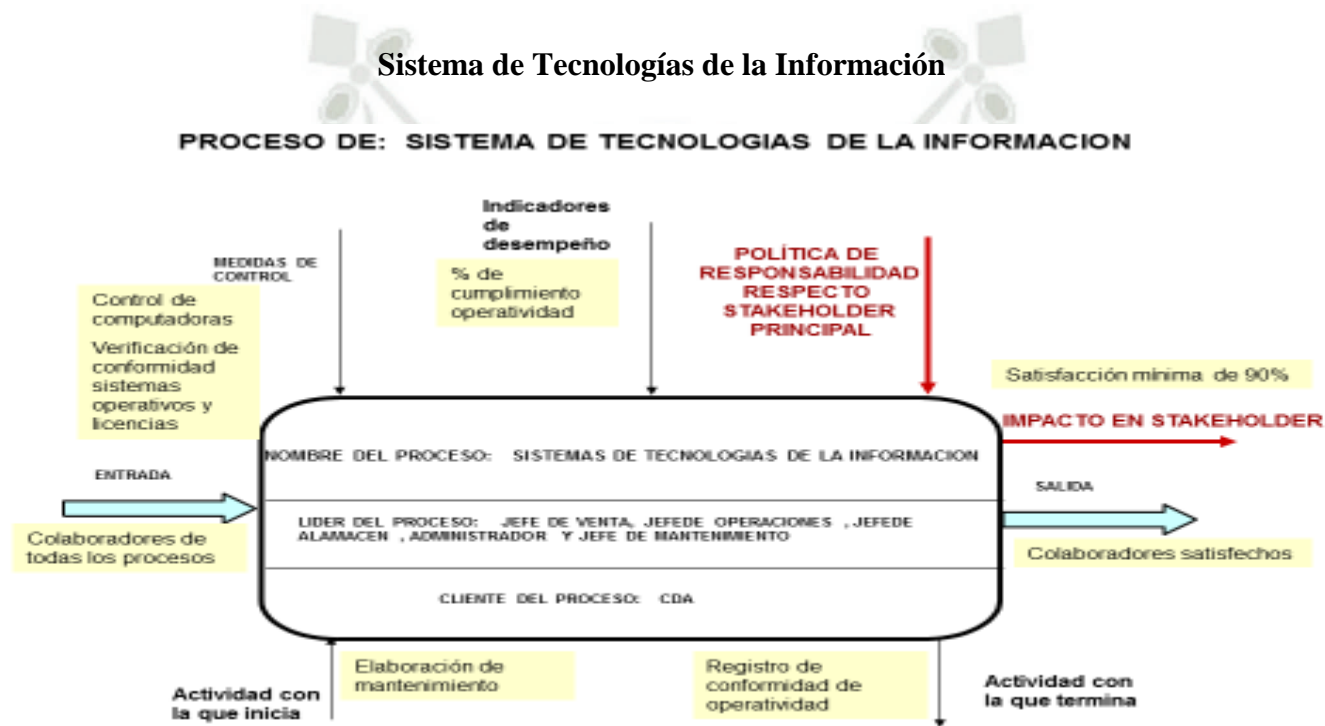 Sistema de Tecnologías de la Información
PROCESO DE: SISTEMA DE TECNOLOGIAS DE LA INFORMACION
Indicadores
de
desempeño
MEDIDAS DE
CONTROL
% de
cumplimiento
operatividad
POLÍTICA DE
RESPONSABILIDAD
RESPECTO
STAKEHOLDER
PRINCIPAL
Control de
computadoras
Verificación de
conformidad
sistemas
operativos y
licencias
Satisfacción mínima de 90%
IMPACTO EN STAKEHOLDER
NOMBRE DEL PROCESO: SISTEMAS DE TECNOLOGIAS DE LA INFORMACION
ENTRADA
SALIDA
LIDER DEL PROCESO: JEFE DE VENTA, JEFEDE OPERACIONES , JEFEDE
ALAMACEN , ADMINISTRADOR Y JEFE DE MANTENIMIENTO
Colaboradores de
todas los procesos
Colaboradores satisfechos
CLIENTE DEL PROCESO: CDA
Elaboración de
mantenimiento
Registro de
conformidad de
operatividad
Actividad con
la que inicia
Actividad con
la que termina